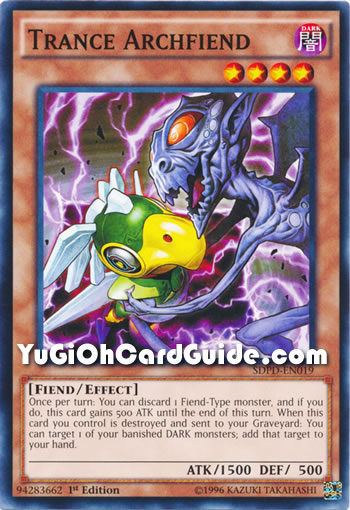 TRANCE ARCHFIEND
DARK
闇
YuGiOhCardGuide.com
SDPD-EN019
[FIEND/EFFECT]
Once per turn: You can discard 1 Fiend-Type monster, and if you
do, this card gains 500 ATK until the end of this turn. When this
card you control is destroyed and sent to your Graveyard: You
can target 1 of your banished DARK monsters; add that target to
your hand.
ATK/1500 DEF/ 500
94283662 1st Edition ©1996 KAZUKI TAKAHASHI